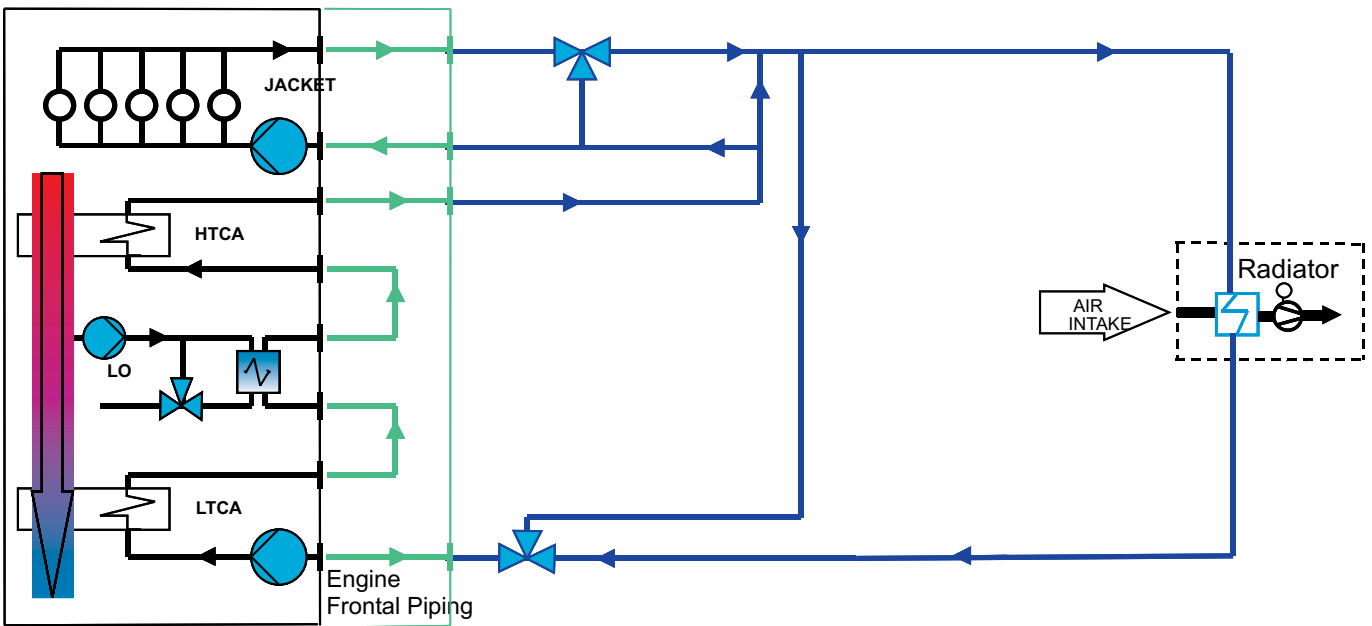 JACKET
HTCA
Radiator
AIR
INTAKE
LO
LTCA
Engine
Frontal Piping